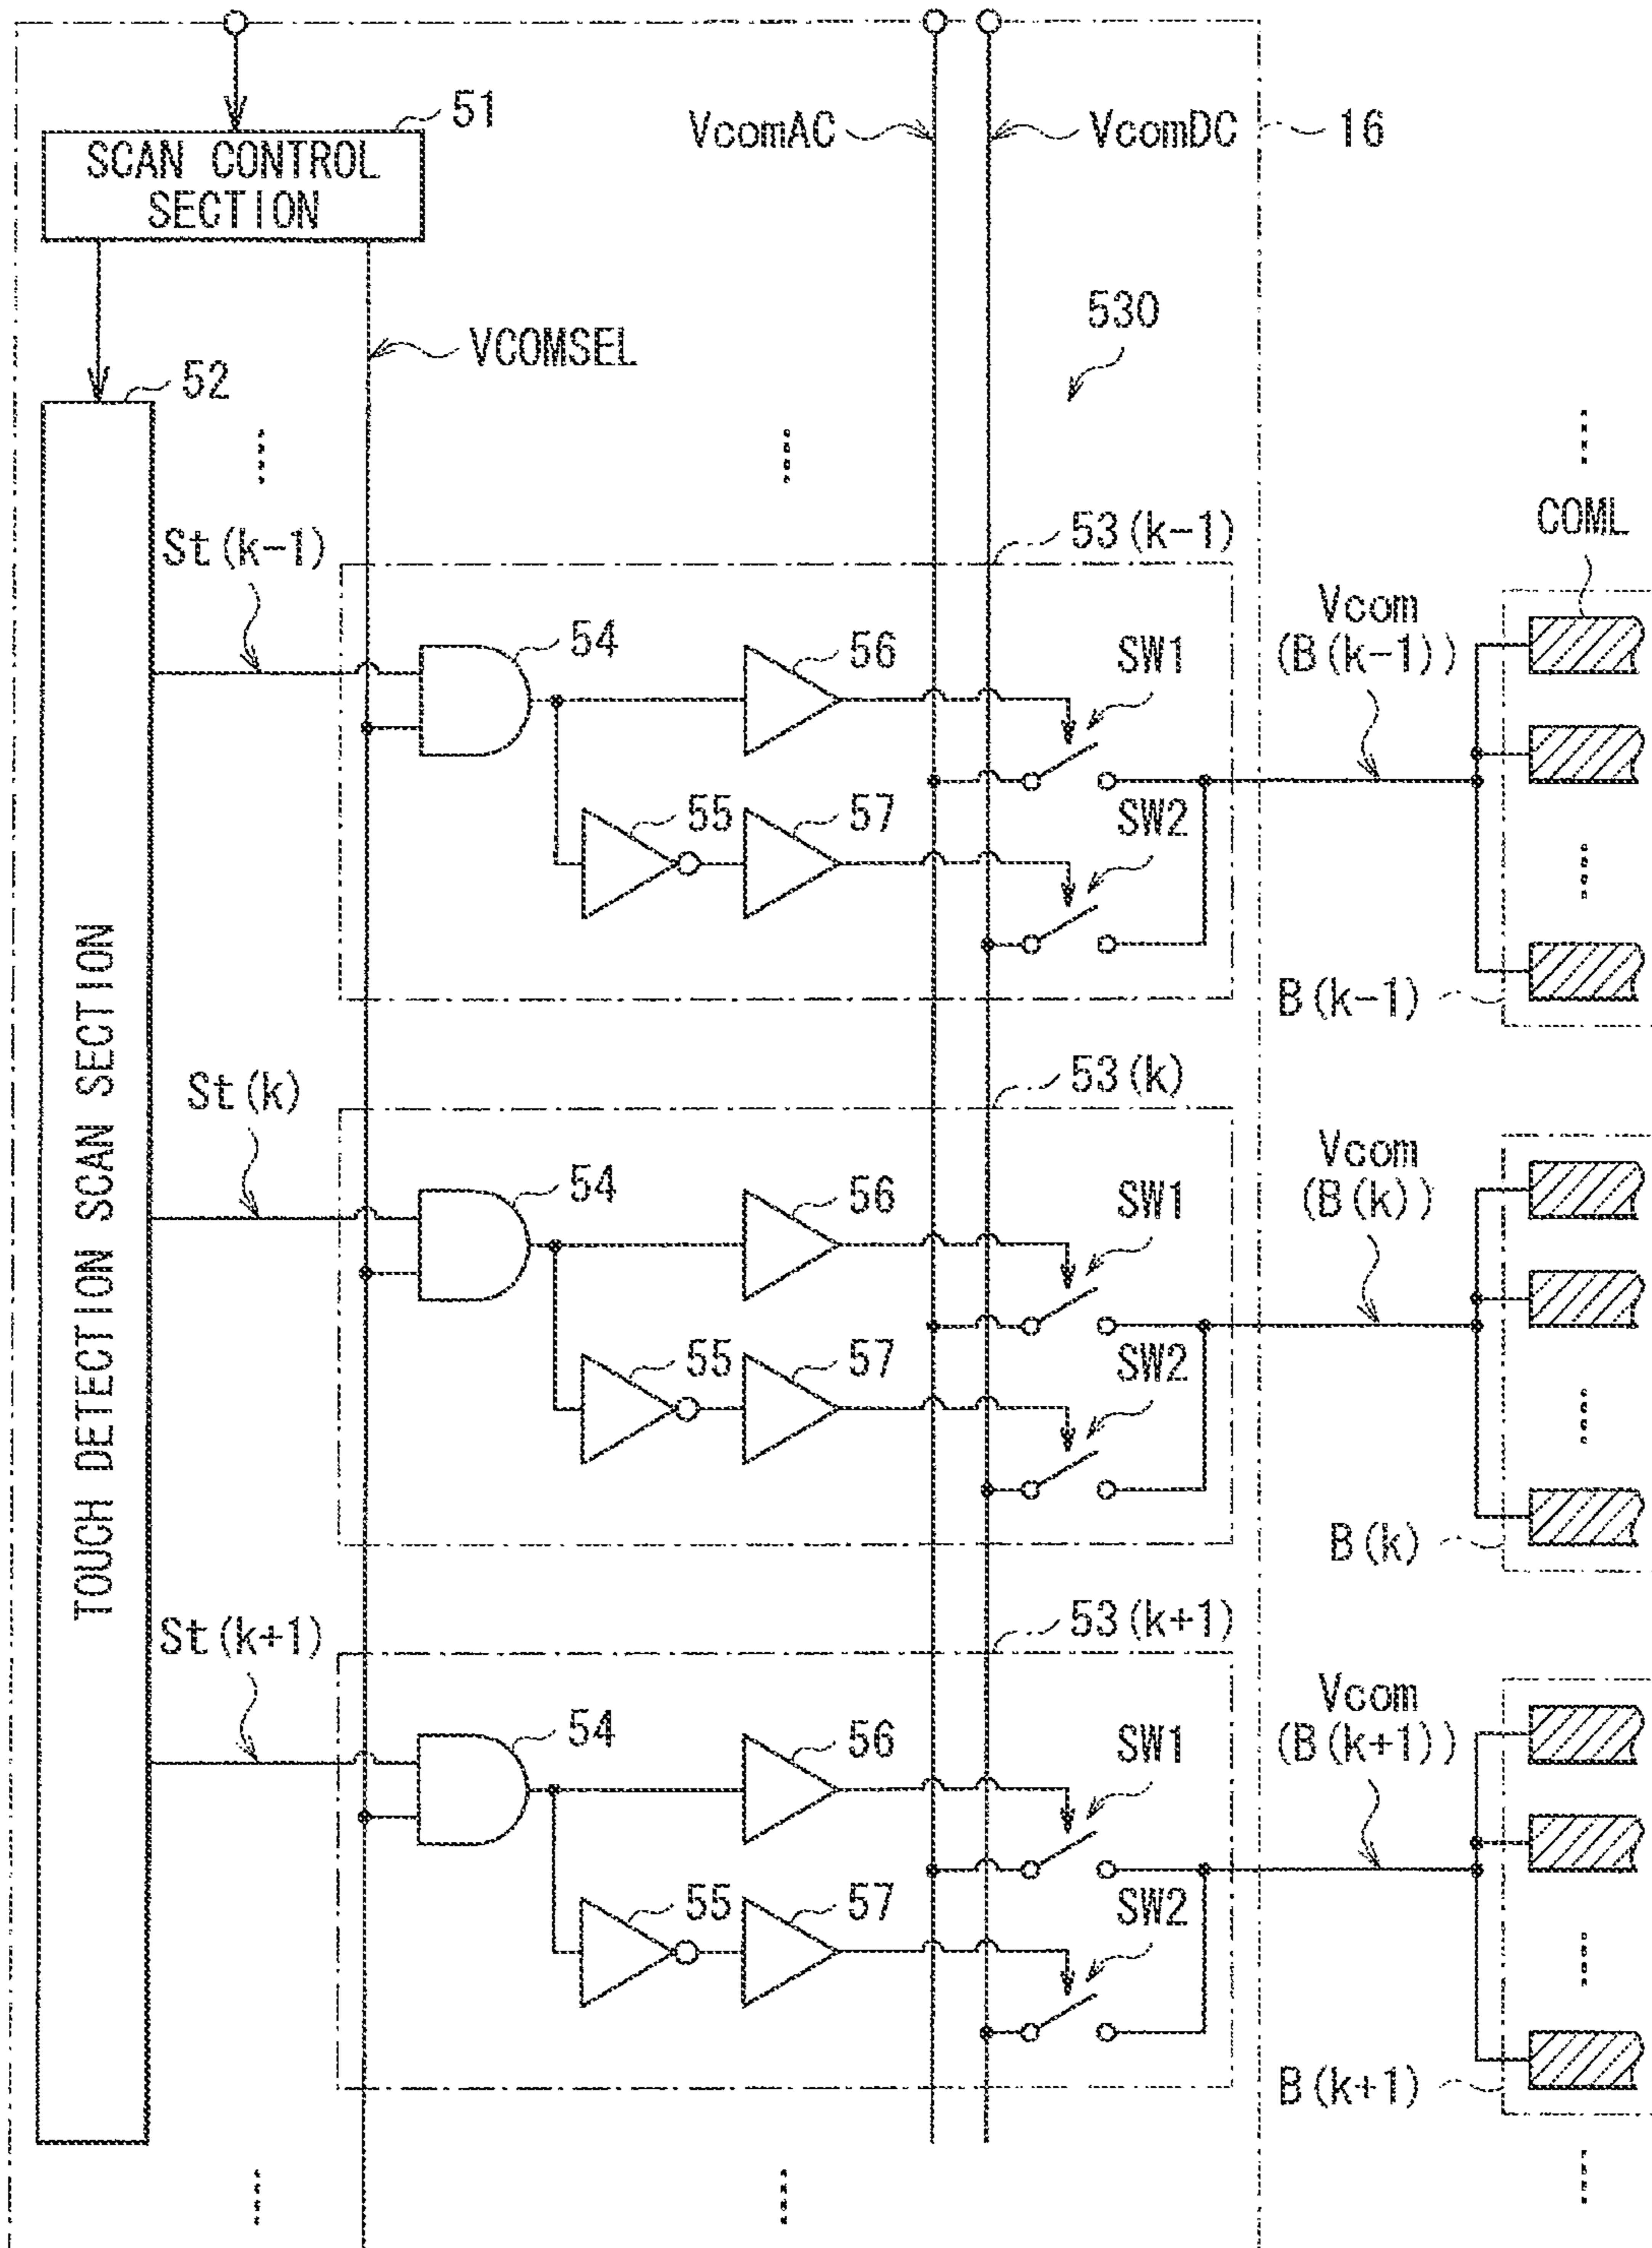 51
SCAN CONTROL
SECTION
VcomAC
VcomDC
16
530
VCOMSEL
52
TOUCH DETECTION SCAN SECTION
COML
St(k-1)
53(k-1)
54
56
SW1
Vcom
(B(k-1))
55
57
SW2
B(k-1)
St(k)
53(k)
54
56
SW1
Vcom
(B(k))
55
57
SW2
B(k)
St(k+1)
53(k+1)
54
56
SW1
Vcom
(B(k+1))
55
57
SW2
B(k+1)